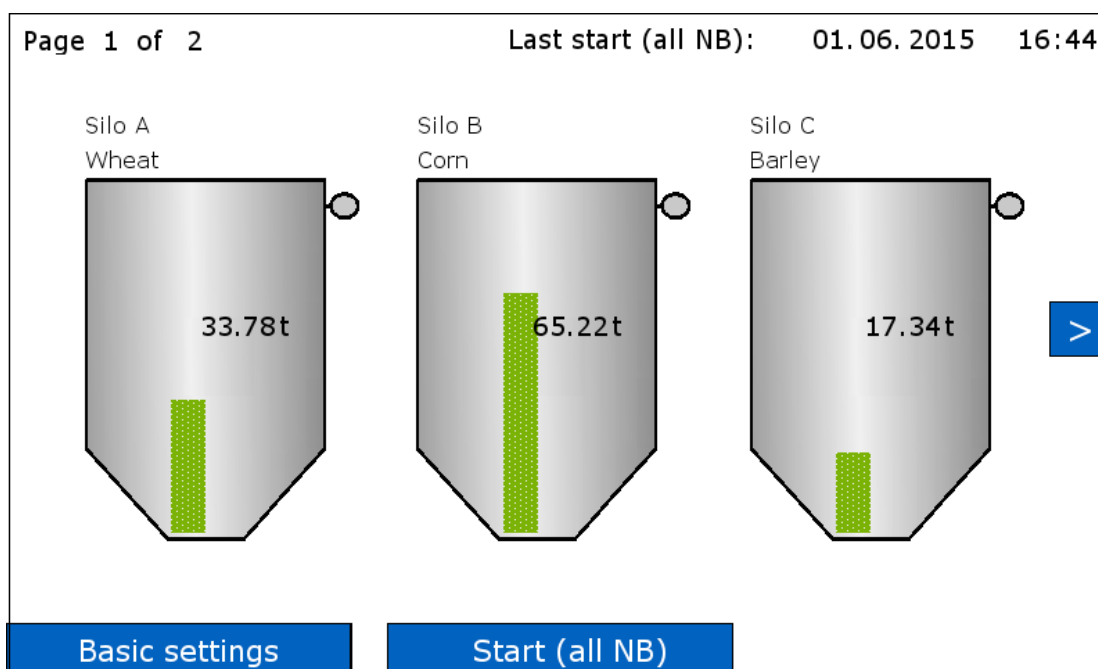 Page 1 of 2 Last start (all NB): 01.06.2015 16:44
Silo A Silo B Silo C
Wheat Corn Barley
33.78t 65.22t 17.34t
>
Basic settings Start (all NB)